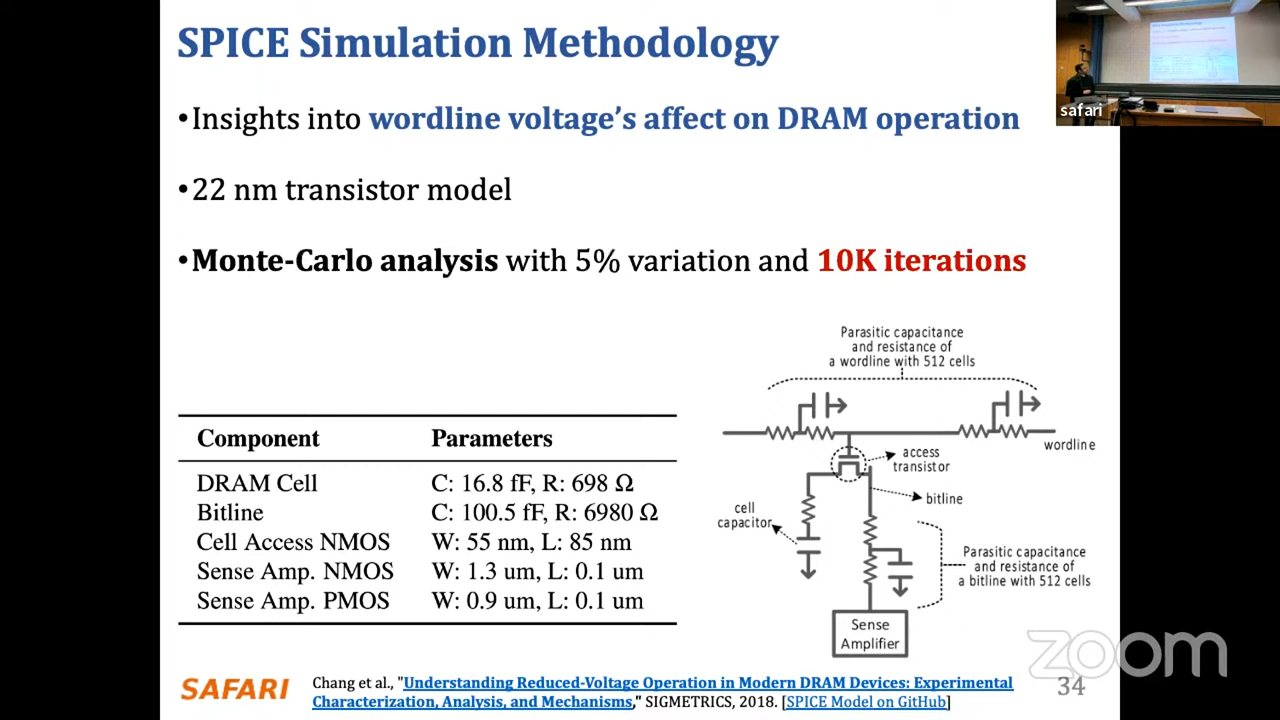 SPICE Simulation Methodology
•Insights into wordline voltage's affect on DRAM operation
•22 nm transistor model
•Monte-Carlo analysis with 5% variation and 10K iterations
Component Parameters
DRAM Cell C: 16.8 fF, R: 698 Ω
Bitline C: 100.5 fF, R: 6980 Ω
Cell Access NMOS W: 55 nm, L: 85 nm
Sense Amp. NMOS W: 1.3 um, L: 0.1 um
Sense Amp. PMOS W: 0.9 um, L: 0.1 um
Parasitic capacitance
and resistance of
a wordline with 512 cells
wordline
access
transistor
bitline
cell
capacitor
Parasitic capacitance
and resistance of
a bitline with 512 cells
Sense
Amplifier
SAFARI
Chang et al., "Understanding Reduced-Voltage Operation in Modern DRAM Devices: Experimental
Characterization, Analysis, and Mechanisms," SIGMETRICS, 2018. [SPICE Model on GitHub]
34
zoom
safari